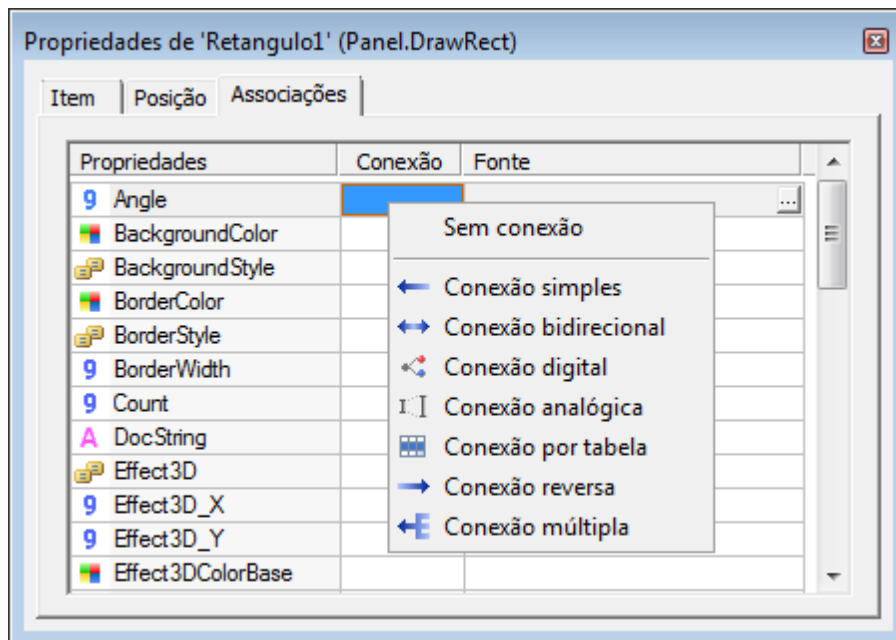 Propriedades de 'Retangulo1' (Panel.DrawRect)
Item Posição Associações
Propriedades Conexão Fonte
Angle ...
BackgroundColor
BackgroundStyle
BorderColor
BorderStyle
BorderWidth
Count
DocString
Effect3D
Effect3D_X
Effect3D_Y
Effect3DColorBase
Sem conexão
Conexão simples
Conexão bidirecional
Conexão digital
Conexão analógica
Conexão por tabela
Conexão reversa
Conexão múltipla